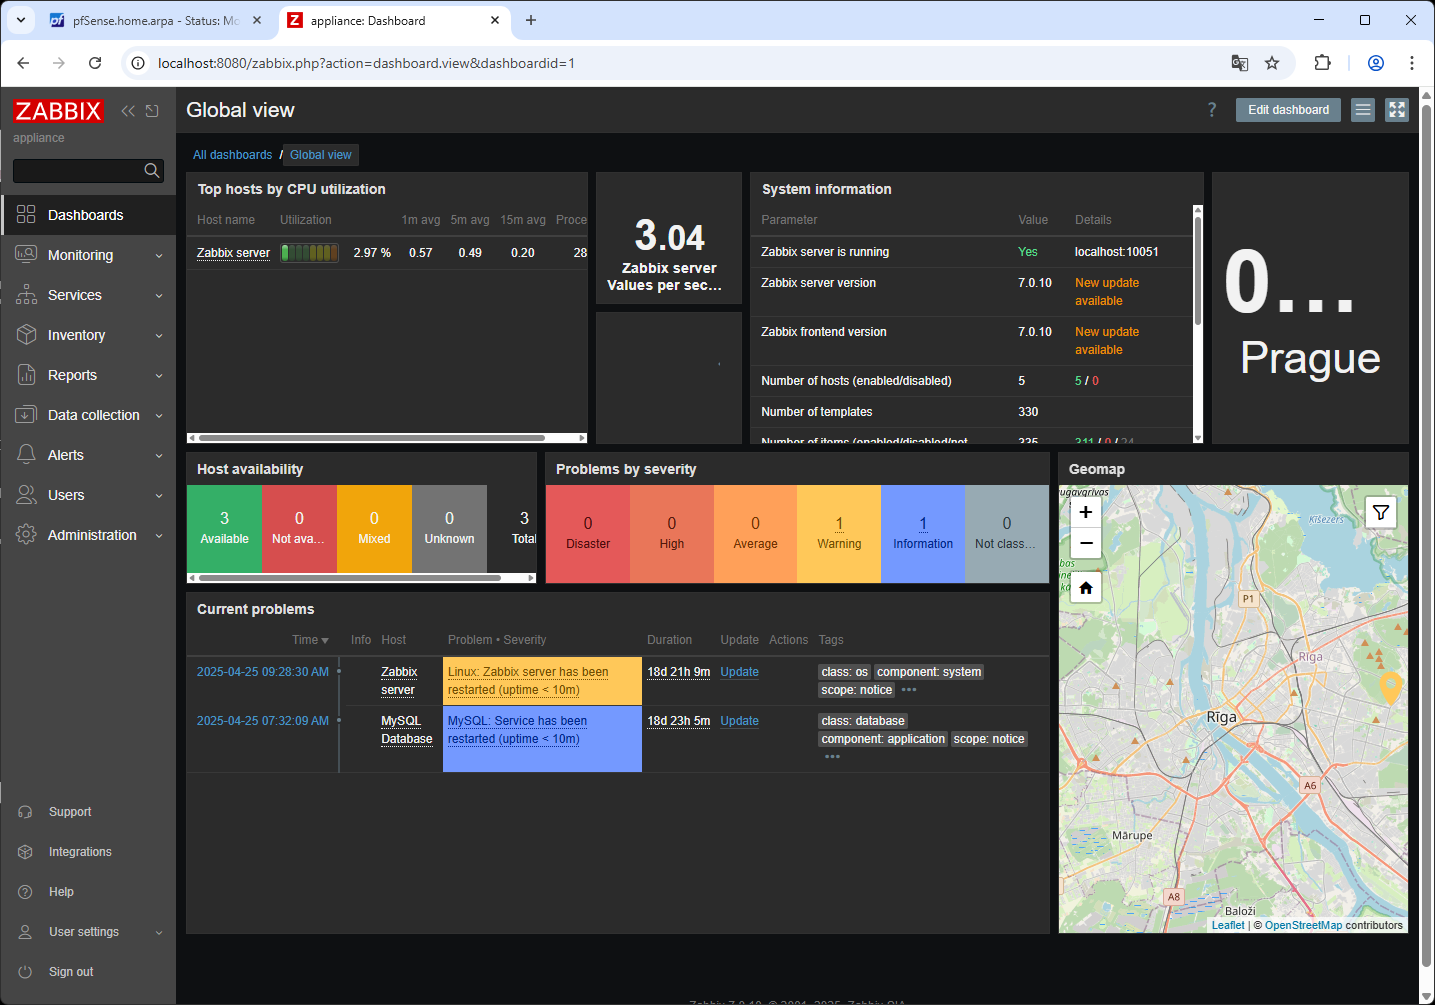 pfSense.home.arpa - Status: Mo
appliance: Dashboard
localhost:8080/zabbix.php?action=dashboard.view&dashboardid=1
ZABBIX
appliance
Dashboards
Monitoring
Services
Inventory
Reports
Data collection
Alerts
Users
Administration
Support
Integrations
Help
User settings
Sign out
Global view
? Edit dashboard
All dashboards / Global view
Top hosts by CPU utilization
Host name Utilization 1m avg 5m avg 15m avg Proce
Zabbix server 2.97 % 0.57 0.49 0.20 28
3.04
Zabbix server
Values per sec…
System information
Parameter Value Details
Zabbix server is running Yes localhost:10051
Zabbix server version 7.0.10 New update
available
Zabbix frontend version 7.0.10 New update
available
Number of hosts (enabled/disabled) 5 5 / 0
Number of templates 330
Number of items (enabled/disabled/not 335 311 / 0 / 24
0...
Prague
Host availability
3 Available
0 Not ava...
0 Mixed
0 Unknown
3 Total
Problems by severity
0 Disaster
0 High
0 Average
1 Warning
1 Information
0 Not class...
Current problems
Time Info Host Problem • Severity Duration Update Actions Tags
2025-04-25 09:28:30 AM Zabbix server Linux: Zabbix server has been restarted (uptime < 10m) 18d 21h 9m Update class: os component: system scope: notice •••
2025-04-25 07:32:09 AM MySQL Database MySQL: Service has been restarted (uptime < 10m) 18d 23h 5m Update class: database component: application scope: notice •••
Geomap
+
−
Ķīšezers
P1
Rīga
Rīga
A6
Mārupe
A8
Baloži
Leaflet | © OpenStreetMap contributors
Zabbix 7.0.10. © 2001–2025, Zabbix SIA